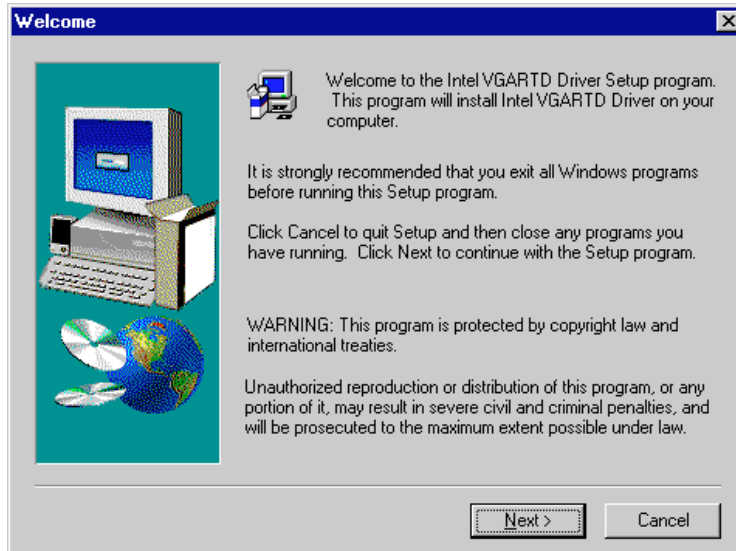 Welcome
Welcome to the Intel VGARTD Driver Setup program.
This program will install Intel VGARTD Driver on your
computer.
It is strongly recommended that you exit all Windows programs
before running this Setup program.
Click Cancel to quit Setup and then close any programs you
have running. Click Next to continue with the Setup program.
WARNING: This program is protected by copyright law and
international treaties.
Unauthorized reproduction or distribution of this program, or any
portion of it, may result in severe civil and criminal penalties, and
will be prosecuted to the maximum extent possible under law.
Next >
Cancel